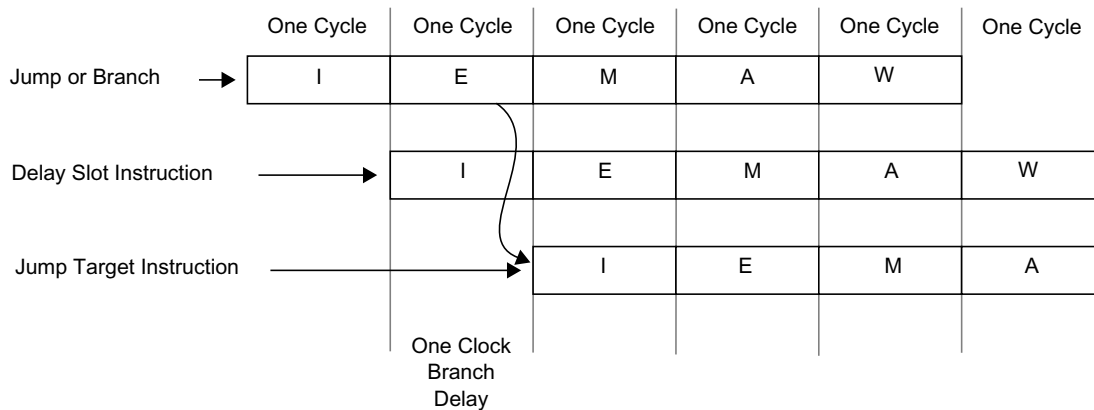 One Cycle One Cycle One Cycle One Cycle One Cycle One Cycle
Jump or Branch I E M A W
Delay Slot Instruction I E M A W
Jump Target Instruction I E M A
One Clock
Branch
Delay